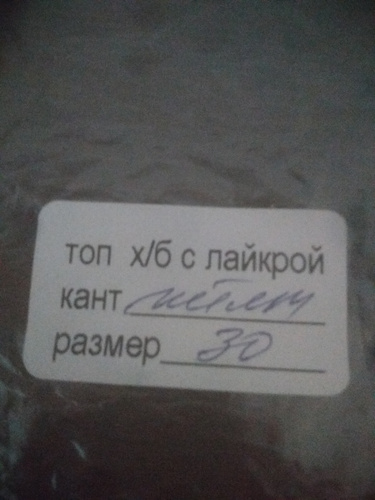 топ х/б с лайкрой
кант
размер 30